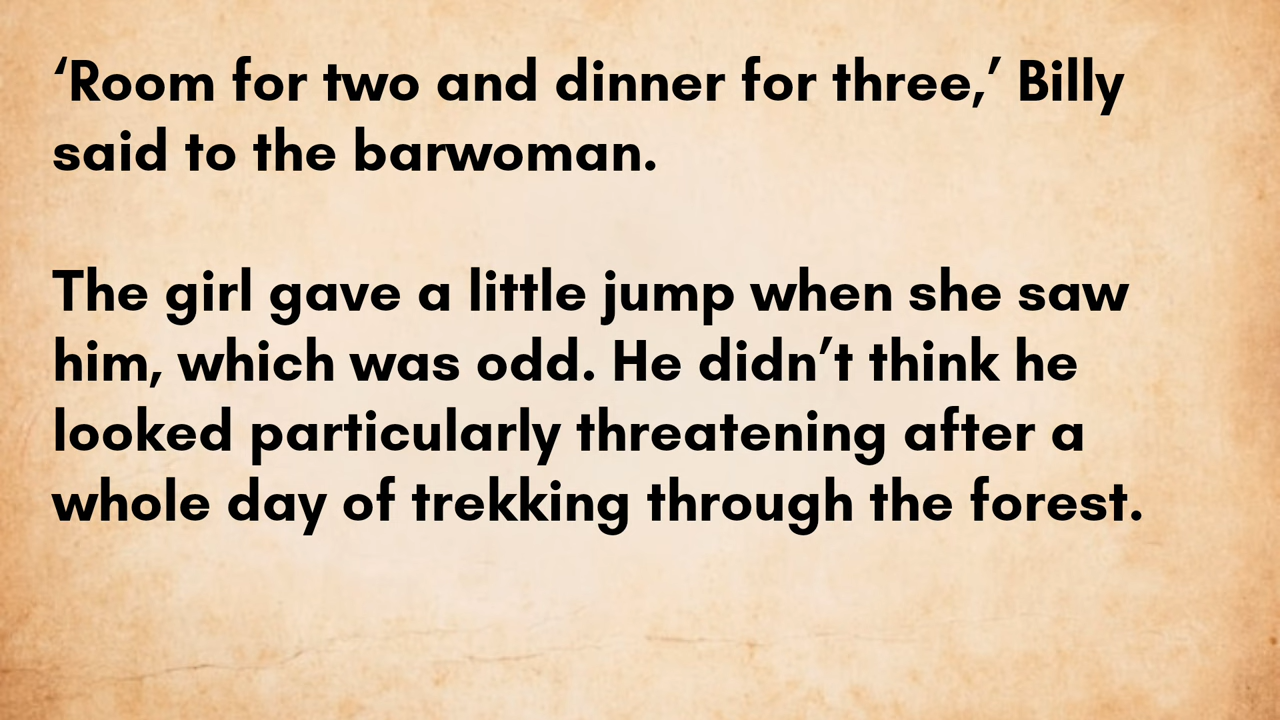 ‘Room for two and dinner for three,’ Billy
said to the barwoman.
The girl gave a little jump when she saw
him, which was odd. He didn’t think he
looked particularly threatening after a
whole day of trekking through the forest.